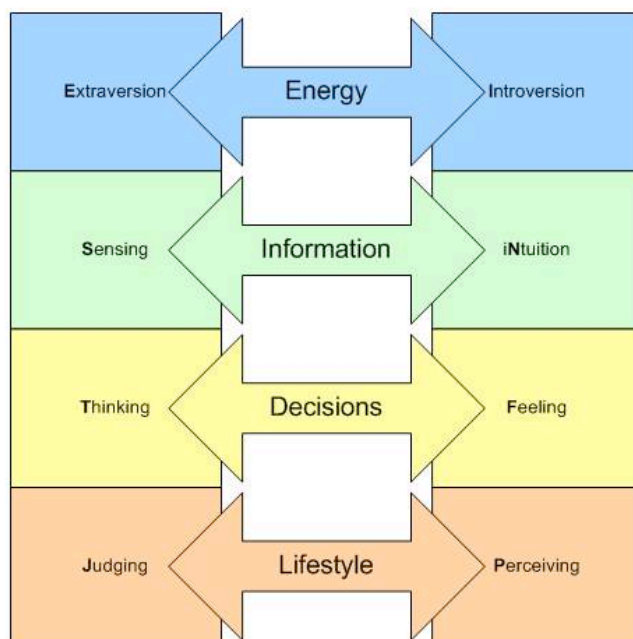 Extraversion Energy Introversion
Sensing Information iNtuition
Thinking Decisions Feeling
Judging Lifestyle Perceiving